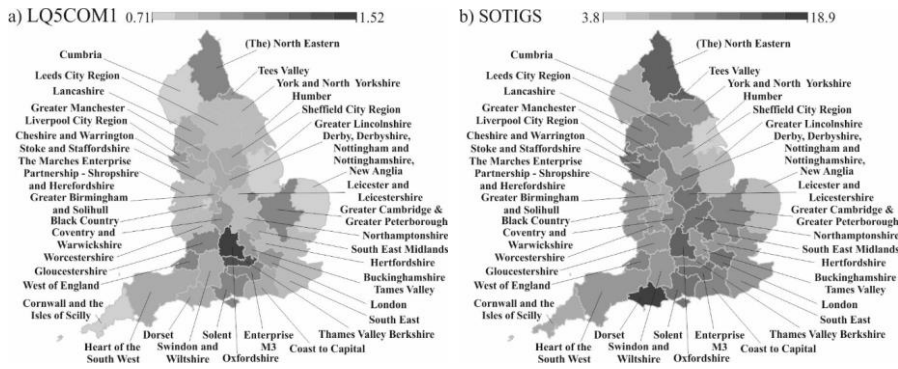 a) LQ5COM1 0.71 1.52
Cumbria
(The) North Eastern
Leeds City Region
Tees Valley
Lancashire
York and North Yorkshire
Greater Manchester
Humber
Liverpool City Region
Sheffield City Region
Cheshire and Warrington
Greater Lincolnshire
Stoke and Staffordshire
Derby, Derbyshire,
Nottingham and
Nottinghamshire,
The Marches Enterprise
Partnership - Shropshire
and Herefordshire
New Anglia
Greater Birmingham
and Solihull
Leicester and
Leicestershire
Black Country
Greater Cambridge &
Greater Peterborough
Coventry and
Warwickshire
Northamptonshire
Worcestershire
South East Midlands
Gloucestershire
Hertfordshire
West of England
Buckinghamshire
Tames Valley
Cornwall and the
Isles of Scilly
London
South East
Thames Valley Berkshire
Heart of the
South West
Dorset
Swindon and
Wiltshire
Solent
Oxfordshire
Enterprise
M3
Coast to Capital
b) SOTIGS 3.8 18.9
Cumbria
(The) North Eastern
Leeds City Region
Tees Valley
Lancashire
York and North Yorkshire
Greater Manchester
Humber
Liverpool City Region
Sheffield City Region
Cheshire and Warrington
Greater Lincolnshire
Stoke and Staffordshire
Derby, Derbyshire,
Nottingham and
Nottinghamshire,
The Marches Enterprise
Partnership - Shropshire
and Herefordshire
New Anglia
Greater Birmingham
and Solihull
Leicester and
Leicestershire
Black Country
Greater Cambridge &
Greater Peterborough
Coventry and
Warwickshire
Northamptonshire
Worcestershire
South East Midlands
Gloucestershire
Hertfordshire
West of England
Buckinghamshire
Tames Valley
Cornwall and the
Isles of Scilly
London
South East
Thames Valley Berkshire
Heart of the
South West
Dorset
Swindon and
Wiltshire
Solent
Oxfordshire
Enterprise
M3
Coast to Capital